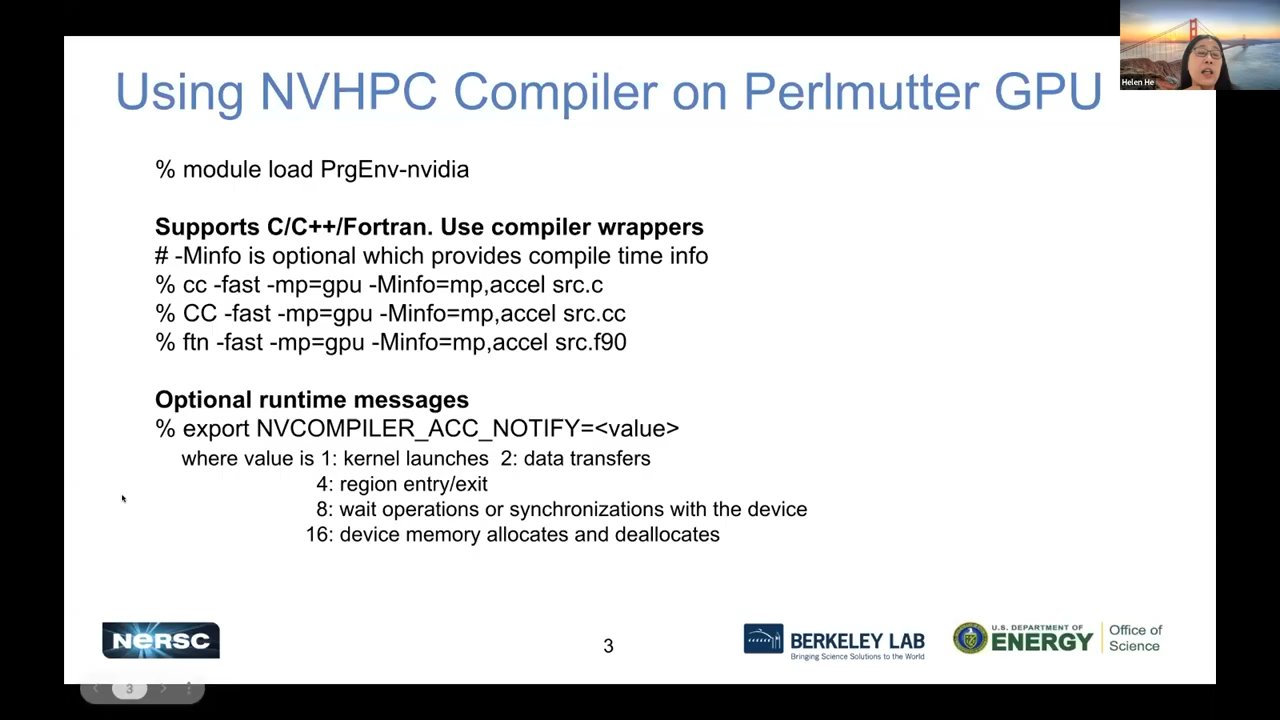 Using NVHPC Compiler on Perlmutter GPU
Helen He
% module load PrgEnv-nvidia
Supports C/C++/Fortran. Use compiler wrappers
# -Minfo is optional which provides compile time info
% cc -fast -mp=gpu -Minfo=mp,accel src.c
% CC -fast -mp=gpu -Minfo=mp,accel src.cc
% ftn -fast -mp=gpu -Minfo=mp,accel src.f90
Optional runtime messages
% export NVCOMPILER_ACC_NOTIFY=<value>
where value is 1: kernel launches 2: data transfers
4: region entry/exit
8: wait operations or synchronizations with the device
16: device memory allocates and deallocates
NERSC
3
BERKELEY LAB
Bringing Science Solutions to the World
U.S. DEPARTMENT OF
ENERGY
Office of
Science
3